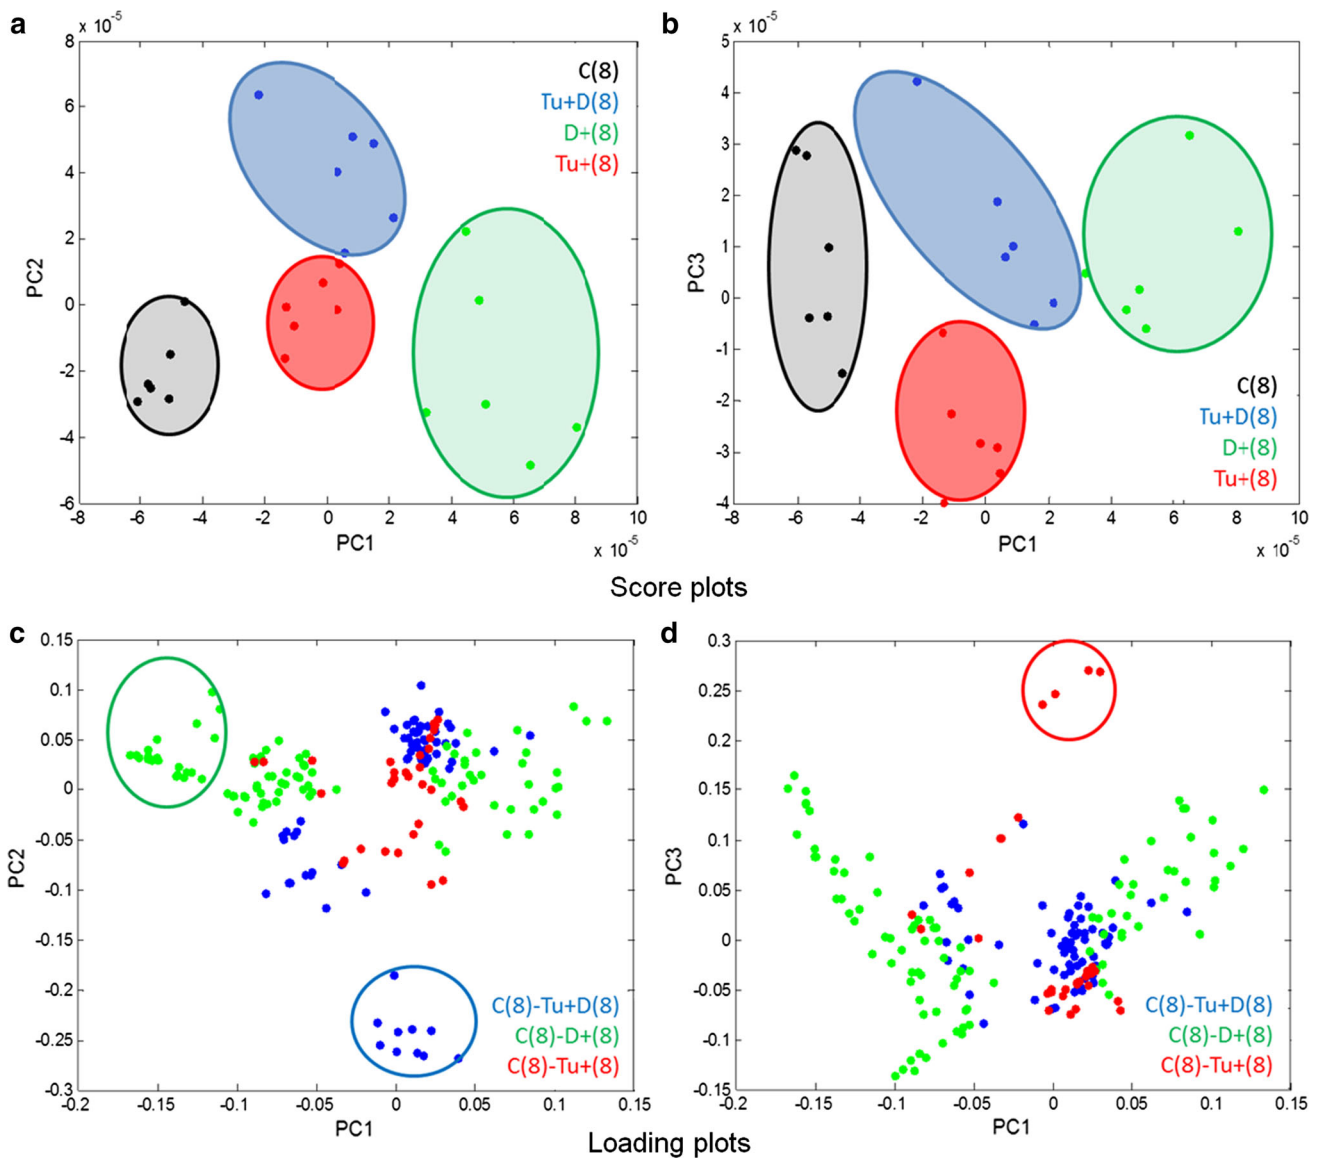 a
x 10-5
8
6
4
2
0
-2
-4
-6
PC2
C(8)
Tu+D(8)
D+(8)
Tu+(8)
-8 -6 -4 -2 0 2 4 6 8 10
PC1
x 10-5
b
x 10-5
5
4
3
2
1
0
-1
-2
-3
-4
PC3
C(8)
Tu+D(8)
D+(8)
Tu+(8)
-8 -6 -4 -2 0 2 4 6 8 10
PC1
x 10-5
Score plots
c
0.15
0.1
0.05
0
-0.05
-0.1
-0.15
-0.2
-0.25
-0.3
PC2
C(8)-Tu+D(8)
C(8)-D+(8)
C(8)-Tu+(8)
-0.2 -0.15 -0.1 -0.05 0 0.05 0.1 0.15
PC1
d
0.3
0.25
0.2
0.15
0.1
0.05
0
-0.05
-0.1
-0.15
PC3
C(8)-Tu+D(8)
C(8)-D+(8)
C(8)-Tu+(8)
-0.2 -0.15 -0.1 -0.05 0 0.05 0.1 0.15
PC1
Loading plots